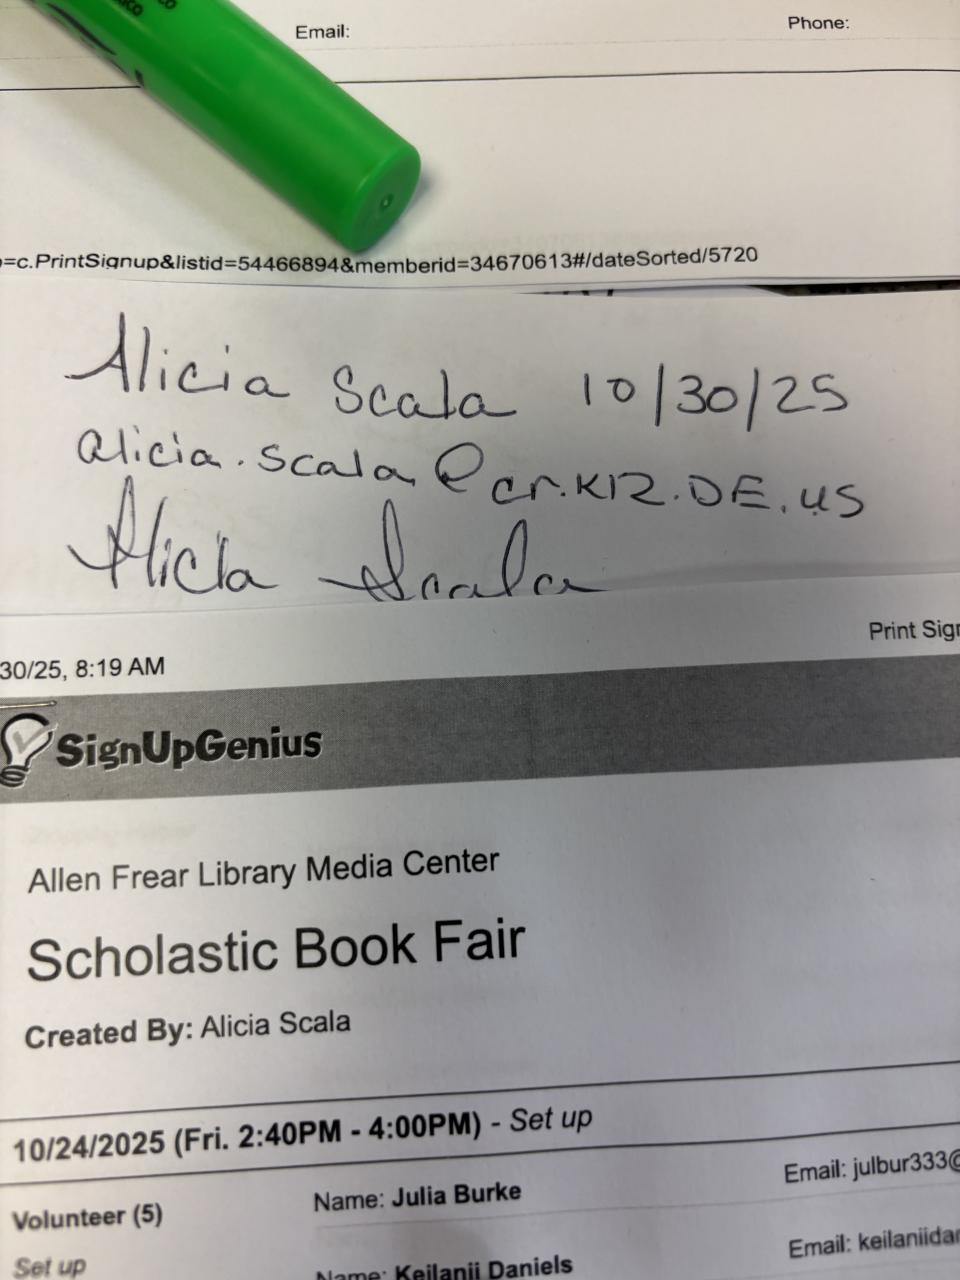 Email: Phone:
=c.PrintSignup&listid=54466894&memberid=34670613#/dateSorted/5720
Alicia Scala 10/30/25
alicia.scala@cr.K12.DE.us
Alicia Scala
30/25, 8:19 AM Print Sign
SignUpGenius
Allen Frear Library Media Center
Scholastic Book Fair
Created By: Alicia Scala
10/24/2025 (Fri. 2:40PM - 4:00PM) - Set up
Volunteer (5) Name: Julia Burke Email: julbur333@
Set up Name: Keilanii Daniels Email: keilaniidan